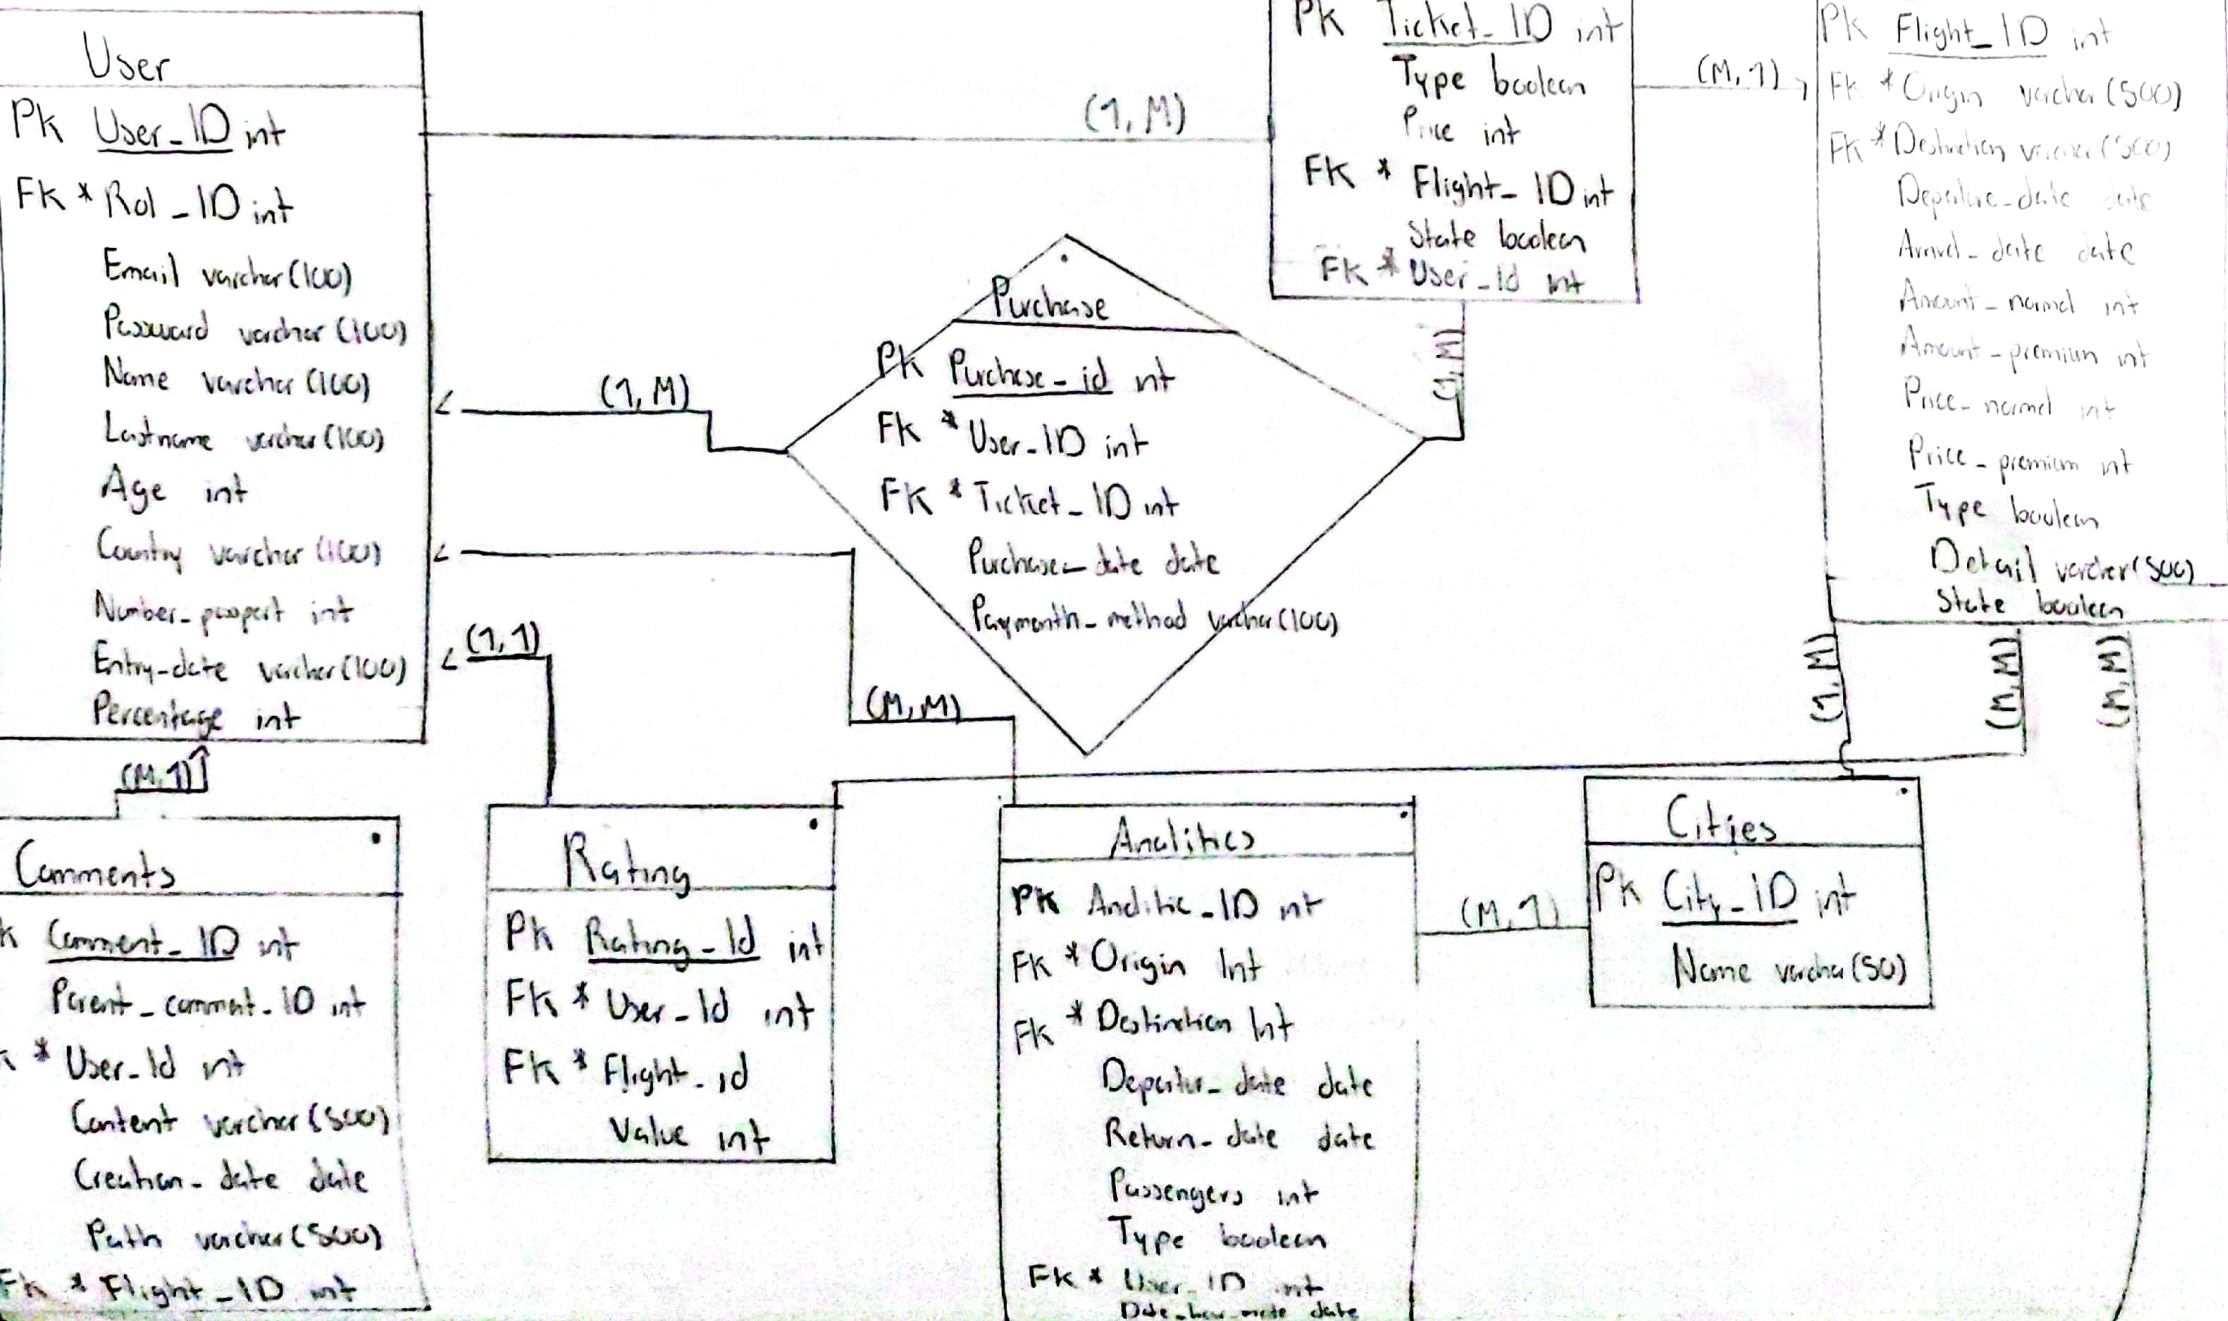 User
PK User_ID int
FK * Rol_ID int
Email varchar(100)
Password varchar(100)
Name varchar(100)
Lastname varchar(100)
Age int
Country varchar(100)
Number_pasport int
Entry_date varchar(100)
Percentage int
(1,M)
PK Ticket_ID int
Type boolean
Price int
FK * Flight_ID int
State boolean
FK * User_Id int
(M,1)
PK Flight_ID int
FK * Origin varchar(500)
FK * Destination varchar(500)
Departure_date date
Arrival_date date
Amount_normal int
Amount_premium int
Price_normal int
Price_premium int
Type boolean
Detail varchar(500)
State boolean
Purchase
PK Purchase_id int
FK * User_ID int
FK * Ticket_ID int
Purchase_date date
Paymonth_method varchar(100)
(1,M)
(1,M)
(1,1)
(M,M)
(1,M)
(M,M)
(M,M)
(M,1)
Comments
K Comment_ID int
Parent_commet_ID int
K * User_Id int
Content varchar(500)
Creation_date date
Path varchar(500)
FK * Flight_ID int
Rating
PK Rating_Id int
FK * User_Id int
FK * Flight_id
Value int
Analitics
PK Analitic_ID int
FK * Origin Int
FK * Destination Int
Departur_date date
Return_date date
Passengers int
Type boolean
FK * User_ID int
date
(M,1)
Cities
PK City_ID int
Name varchar(50)